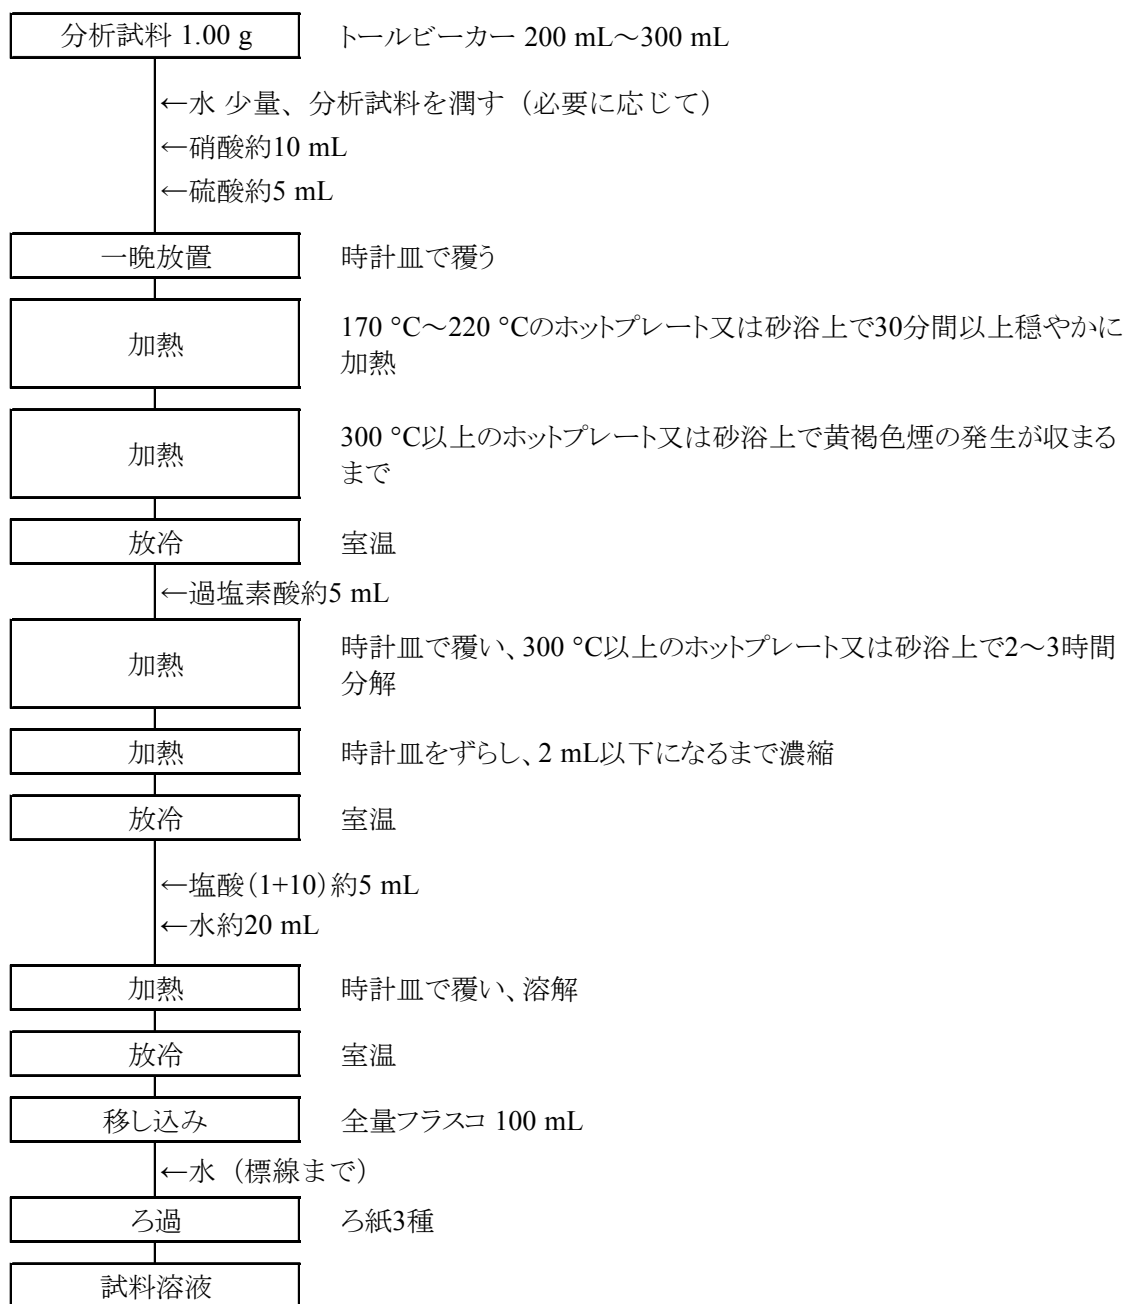 分析試料 1.00 g
トールビーカー 200 mL～300 mL
←水 少量、分析試料を潤す（必要に応じて）
←硝酸約10 mL
←硫酸約5 mL
一晩放置
時計皿で覆う
加熱
170 °C～220 °Cのホットプレート又は砂浴上で30分間以上穏やかに
加熱
加熱
300 °C以上のホットプレート又は砂浴上で黄褐色煙の発生が収まる
まで
放冷
室温
←過塩素酸約5 mL
加熱
時計皿で覆い、300 °C以上のホットプレート又は砂浴上で2～3時間
分解
加熱
時計皿をずらし、2 mL以下になるまで濃縮
放冷
室温
←塩酸（1+10）約5 mL
←水約20 mL
加熱
時計皿で覆い、溶解
放冷
室温
移し込み
全量フラスコ 100 mL
←水（標線まで）
ろ過
ろ紙3種
試料溶液